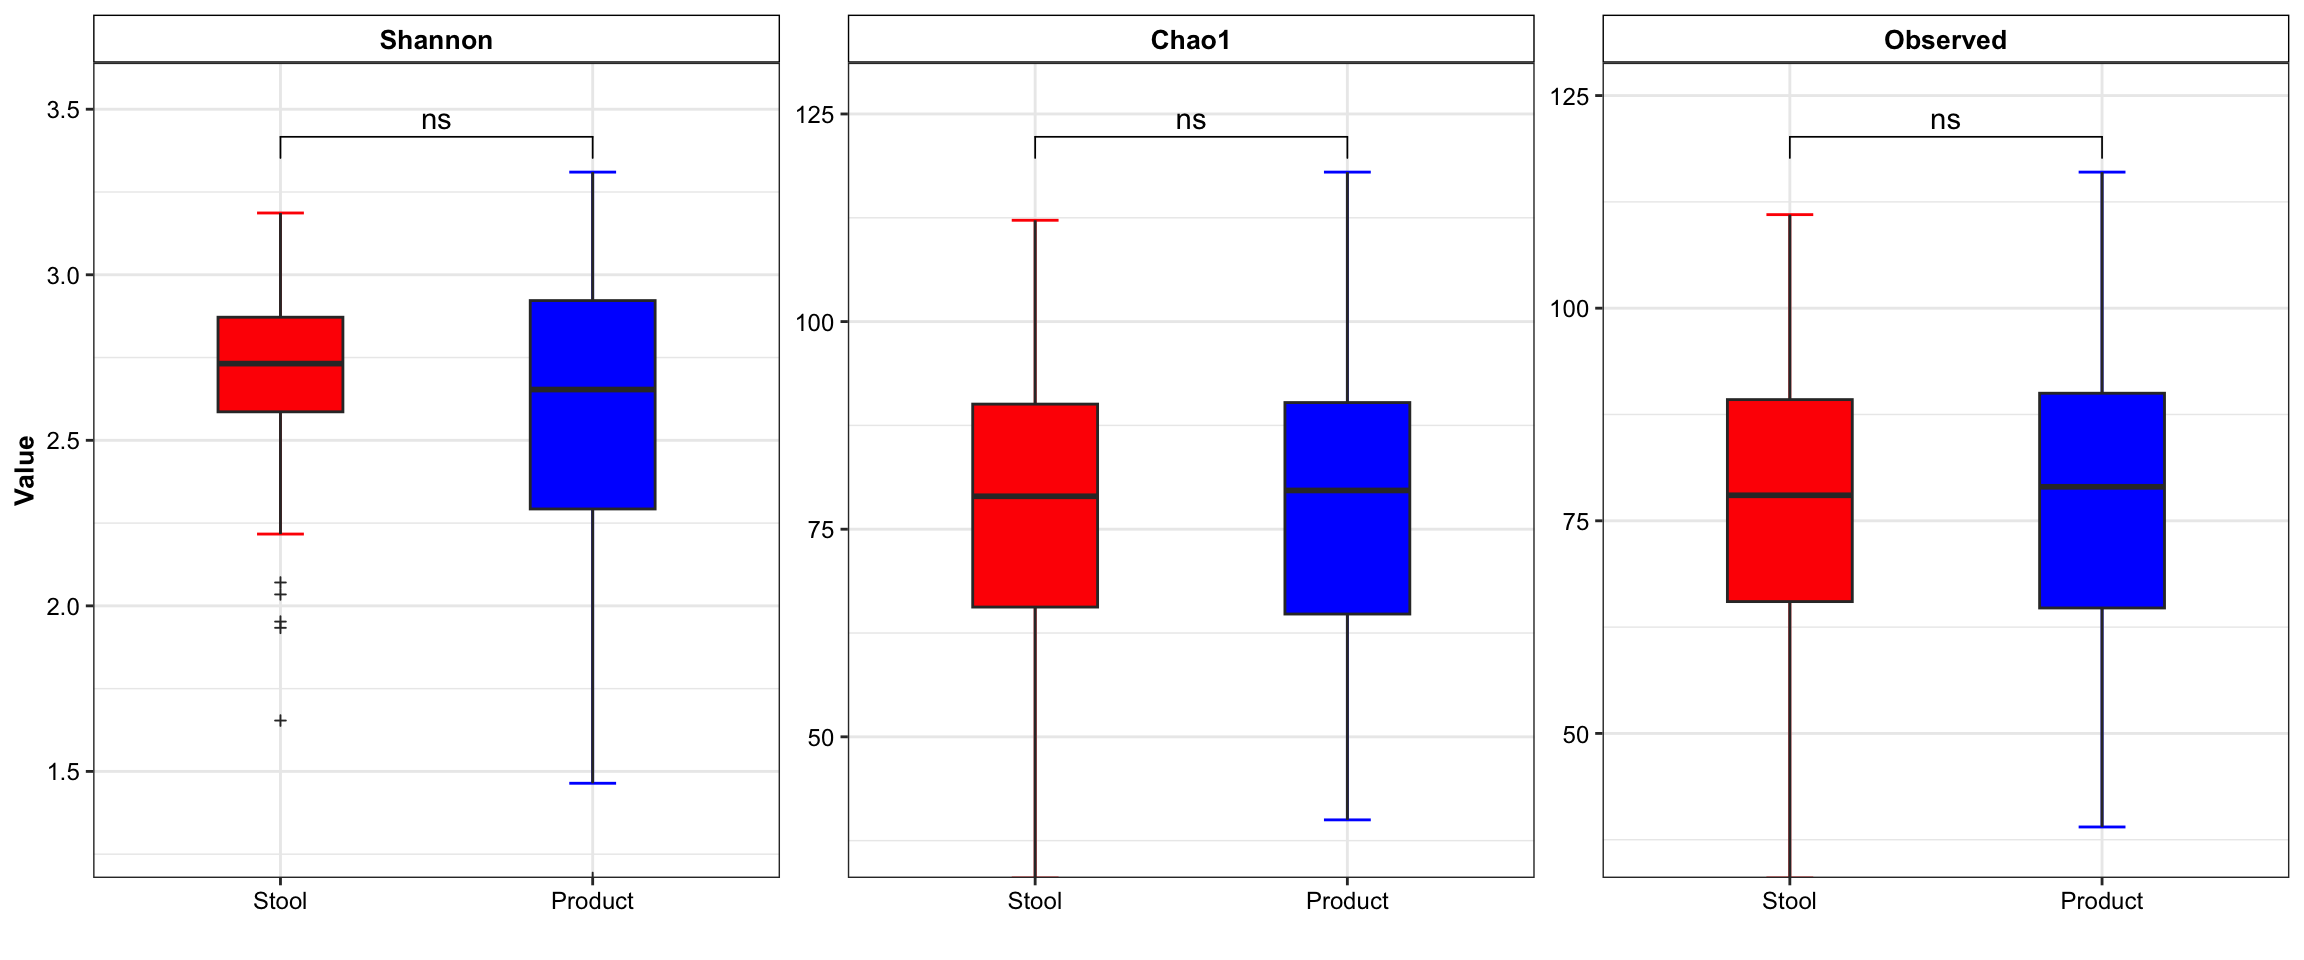 Shannon
Chao1
Observed
ns
ns
ns
Value
3.5
3.0
2.5
2.0
1.5
125
100
75
50
125
100
75
50
Stool
Product
Stool
Product
Stool
Product